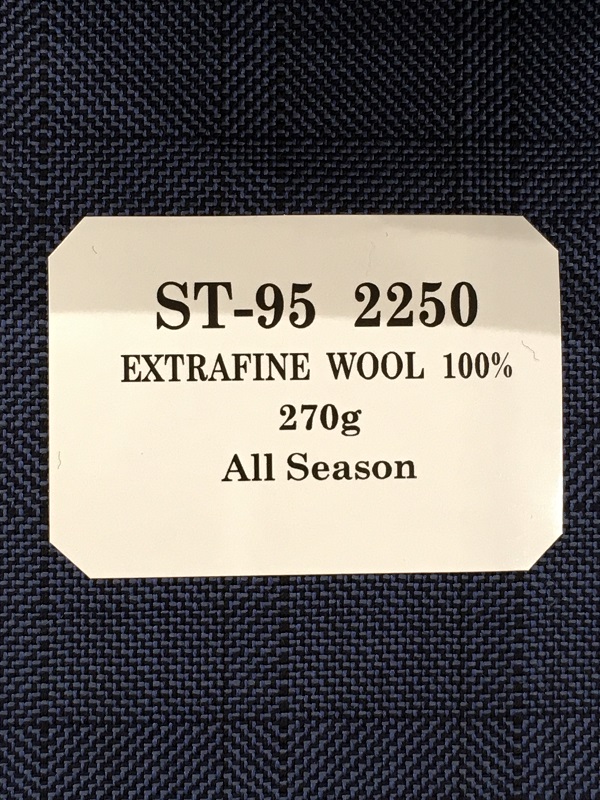 ST-95 2250
EXTRAFINE WOOL 100%
270g
All Season